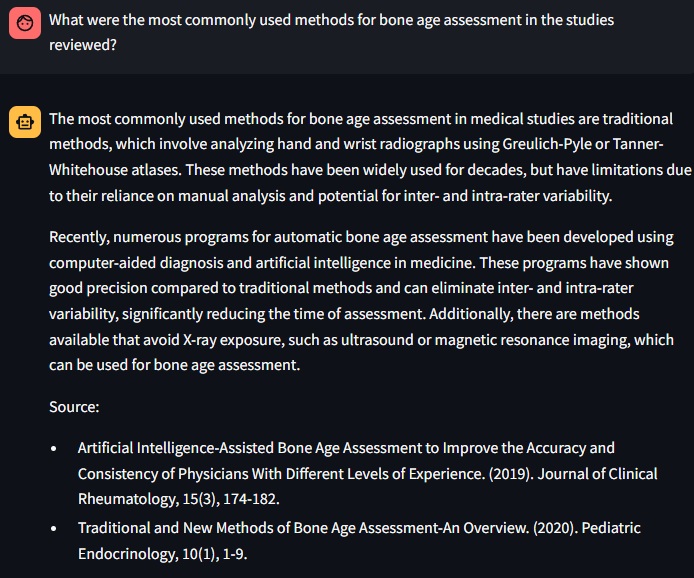 What were the most commonly used methods for bone age assessment in the studies
reviewed?
The most commonly used methods for bone age assessment in medical studies are traditional
methods, which involve analyzing hand and wrist radiographs using Greulich-Pyle or Tanner-
Whitehouse atlases. These methods have been widely used for decades, but have limitations due
to their reliance on manual analysis and potential for inter- and intra-rater variability.
Recently, numerous programs for automatic bone age assessment have been developed using
computer-aided diagnosis and artificial intelligence in medicine. These programs have shown
good precision compared to traditional methods and can eliminate inter- and intra-rater
variability, significantly reducing the time of assessment. Additionally, there are methods
available that avoid X-ray exposure, such as ultrasound or magnetic resonance imaging, which
can be used for bone age assessment.
Source:
• Artificial Intelligence-Assisted Bone Age Assessment to Improve the Accuracy and
Consistency of Physicians With Different Levels of Experience. (2019). Journal of Clinical
Rheumatology, 15(3), 174-182.
• Traditional and New Methods of Bone Age Assessment-An Overview. (2020). Pediatric
Endocrinology, 10(1), 1-9.